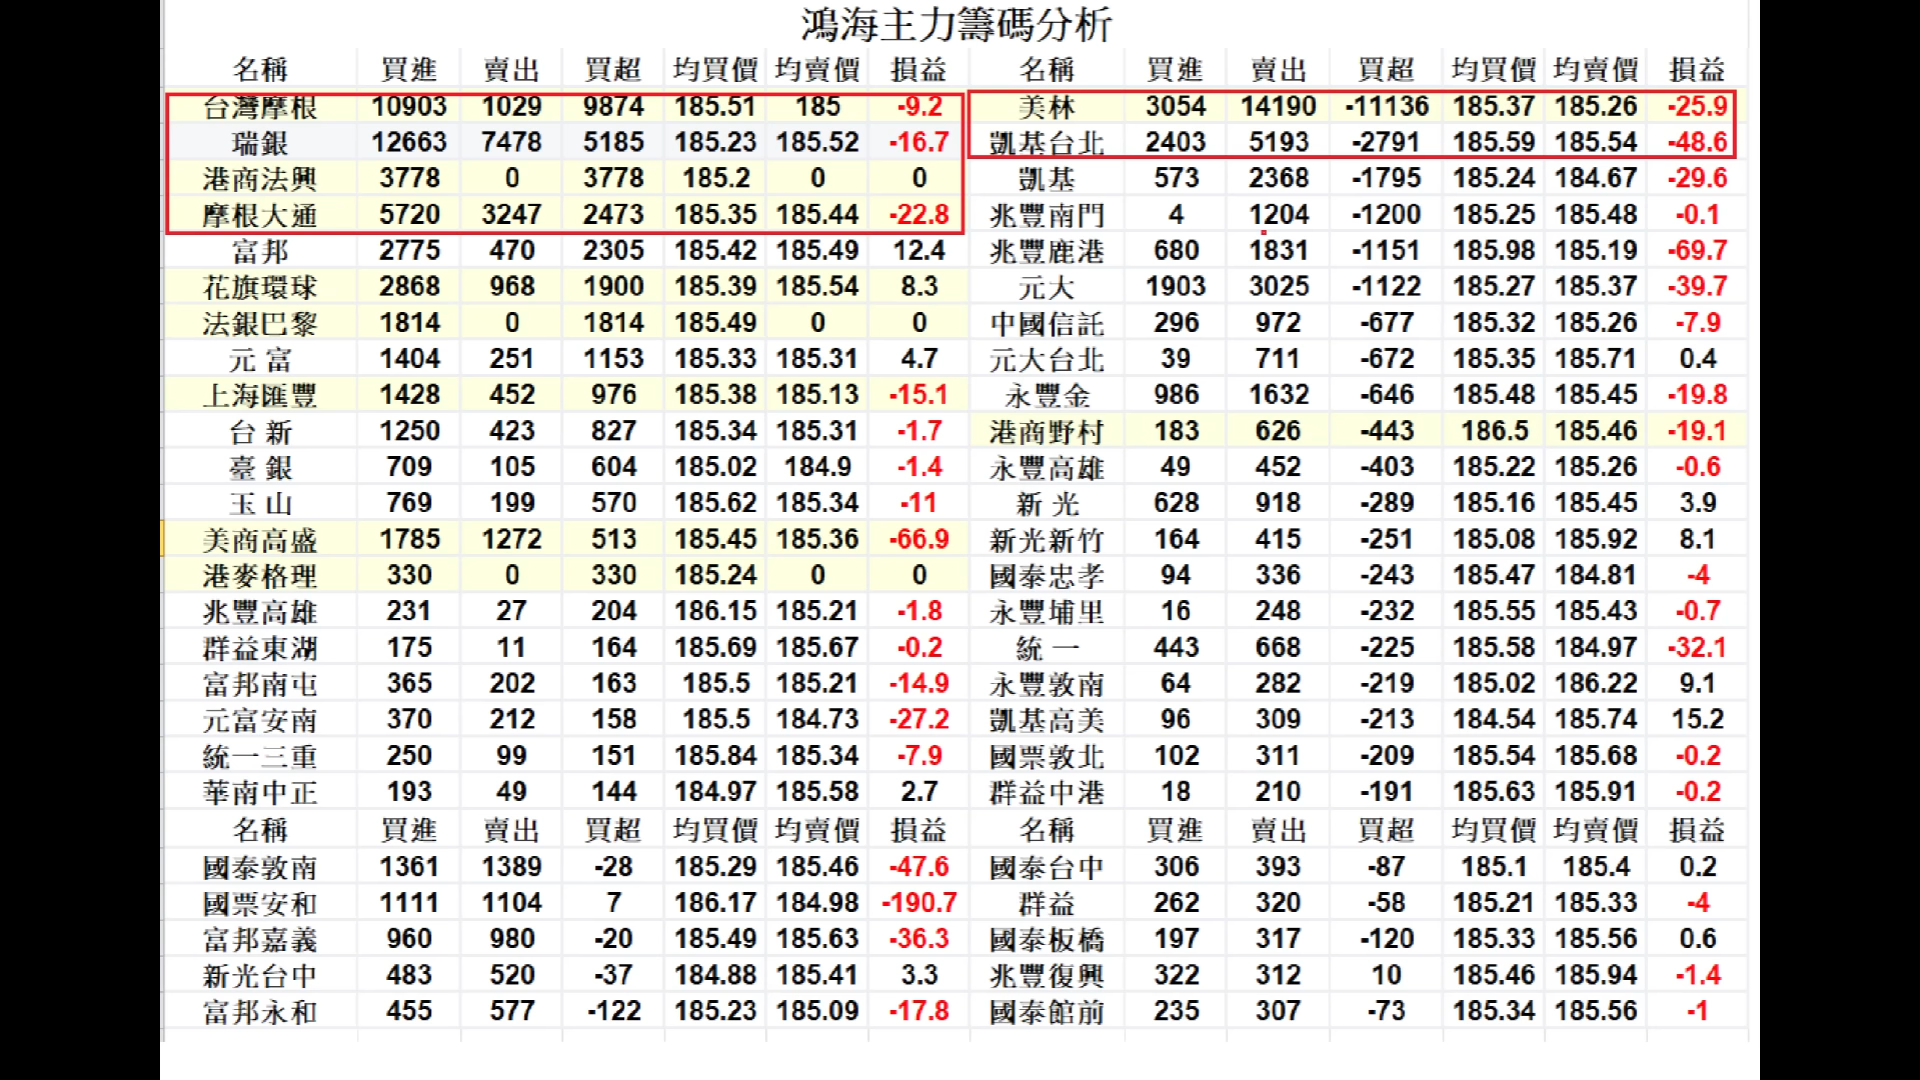 鴻海主力籌碼分析
名稱 買進 賣出 買超 均買價 均賣價 損益 名稱 買進 賣出 買超 均買價 均賣價 損益
台灣摩根 10903 1029 9874 185.51 185 -9.2 美林 3054 14190 -11136 185.37 185.26 -25.9
瑞銀 12663 7478 5185 185.23 185.52 -16.7 凱基台北 2403 5193 -2791 185.59 185.54 -48.6
港商法興 3778 0 3778 185.2 0 0 凱基 573 2368 -1795 185.24 184.67 -29.6
摩根大通 5720 3247 2473 185.35 185.44 -22.8 兆豐南門 4 1204 -1200 185.25 185.48 -0.1
富邦 2775 470 2305 185.42 185.49 12.4 兆豐鹿港 680 1831 -1151 185.98 185.19 -69.7
花旗環球 2868 968 1900 185.39 185.54 8.3 元大 1903 3025 -1122 185.27 185.37 -39.7
法銀巴黎 1814 0 1814 185.49 0 0 中國信託 296 972 -677 185.32 185.26 -7.9
元 富 1404 251 1153 185.33 185.31 4.7 元大台北 39 711 -672 185.35 185.71 0.4
上海匯豐 1428 452 976 185.38 185.13 -15.1 永豐金 986 1632 -646 185.48 185.45 -19.8
台 新 1250 423 827 185.34 185.31 -1.7 港商野村 183 626 -443 186.5 185.46 -19.1
臺 銀 709 105 604 185.02 184.9 -1.4 永豐高雄 49 452 -403 185.22 185.26 -0.6
玉 山 769 199 570 185.62 185.34 -11 新 光 628 918 -289 185.16 185.45 3.9
美商高盛 1785 1272 513 185.45 185.36 -66.9 新光新竹 164 415 -251 185.08 185.92 8.1
港麥格理 330 0 330 185.24 0 0 國泰忠孝 94 336 -243 185.47 184.81 -4
兆豐高雄 231 27 204 186.15 185.21 -1.8 永豐埔里 16 248 -232 185.55 185.43 -0.7
群益東湖 175 11 164 185.69 185.67 -0.2 統 一 443 668 -225 185.58 184.97 -32.1
富邦南屯 365 202 163 185.5 185.21 -14.9 永豐敦南 64 282 -219 185.02 186.22 9.1
元富安南 370 212 158 185.5 184.73 -27.2 凱基高美 96 309 -213 184.54 185.74 15.2
統一三重 250 99 151 185.84 185.34 -7.9 國票敦北 102 311 -209 185.54 185.68 -0.2
華南中正 193 49 144 184.97 185.58 2.7 群益中港 18 210 -191 185.63 185.91 -0.2
名稱 買進 賣出 買超 均買價 均賣價 損益 名稱 買進 賣出 買超 均買價 均賣價 損益
國泰敦南 1361 1389 -28 185.29 185.46 -47.6 國泰台中 306 393 -87 185.1 185.4 0.2
國票安和 1111 1104 7 186.17 184.98 -190.7 群益 262 320 -58 185.21 185.33 -4
富邦嘉義 960 980 -20 185.49 185.63 -36.3 國泰板橋 197 317 -120 185.33 185.56 0.6
新光台中 483 520 -37 184.88 185.41 3.3 兆豐復興 322 312 10 185.46 185.94 -1.4
富邦永和 455 577 -122 185.23 185.09 -17.8 國泰館前 235 307 -73 185.34 185.56 -1